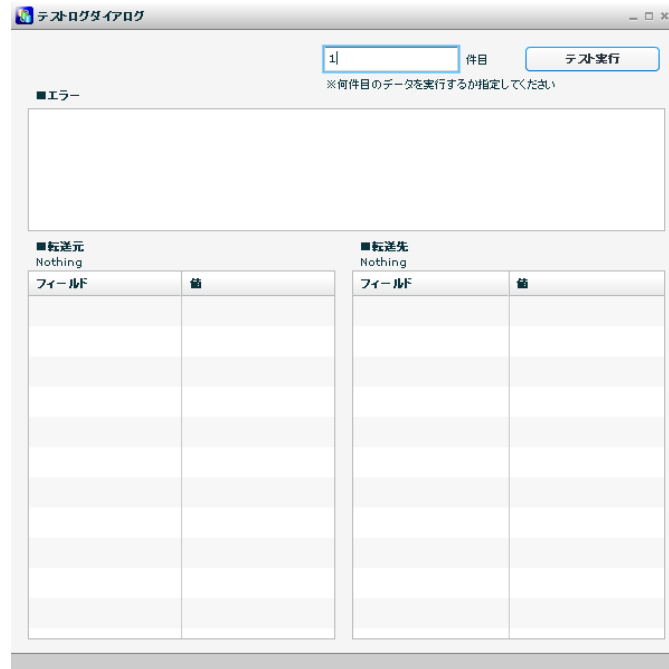 テストログダイアログ
1 件目 テスト実行
※何件目のデータを実行するか指定してください
■エラー
■転送元
Nothing
フィールド 値
■転送先
Nothing
フィールド 値